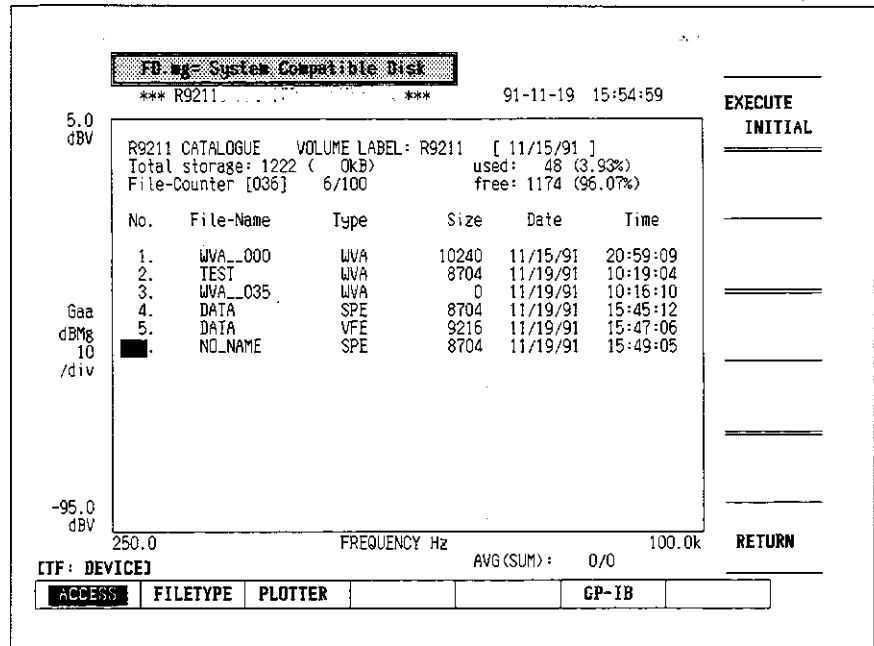 FD.mg= System Compatible Disk
*** R9211 *** 91-11-19 15:54:59
EXECUTE
INITIAL
5.0
dBV
R9211 CATALOGUE VOLUME LABEL: R9211 [ 11/15/91 ]
Total storage: 1222 ( 0kB) used: 48 (3.93%)
File-Counter [036] 6/100 free: 1174 (96.07%)
No. File-Name Type Size Date Time
1. WVA__000 WVA 10240 11/15/91 20:59:09
2. TEST WVA 8704 11/19/91 10:19:04
3. WVA__035 WVA 0 11/19/91 10:16:10
4. DATA SPE 8704 11/19/91 15:45:12
5. DATA VFE 9216 11/19/91 15:47:06
. NO_NAME SPE 8704 11/19/91 15:49:05
Gaa
dBMg
10
/div
-95.0
dBV
250.0 FREQUENCY Hz 100.0k
RETURN
AVG(SUM): 0/0
[TF: DEVICE]
ACCESS FILETYPE PLOTTER GP-IB